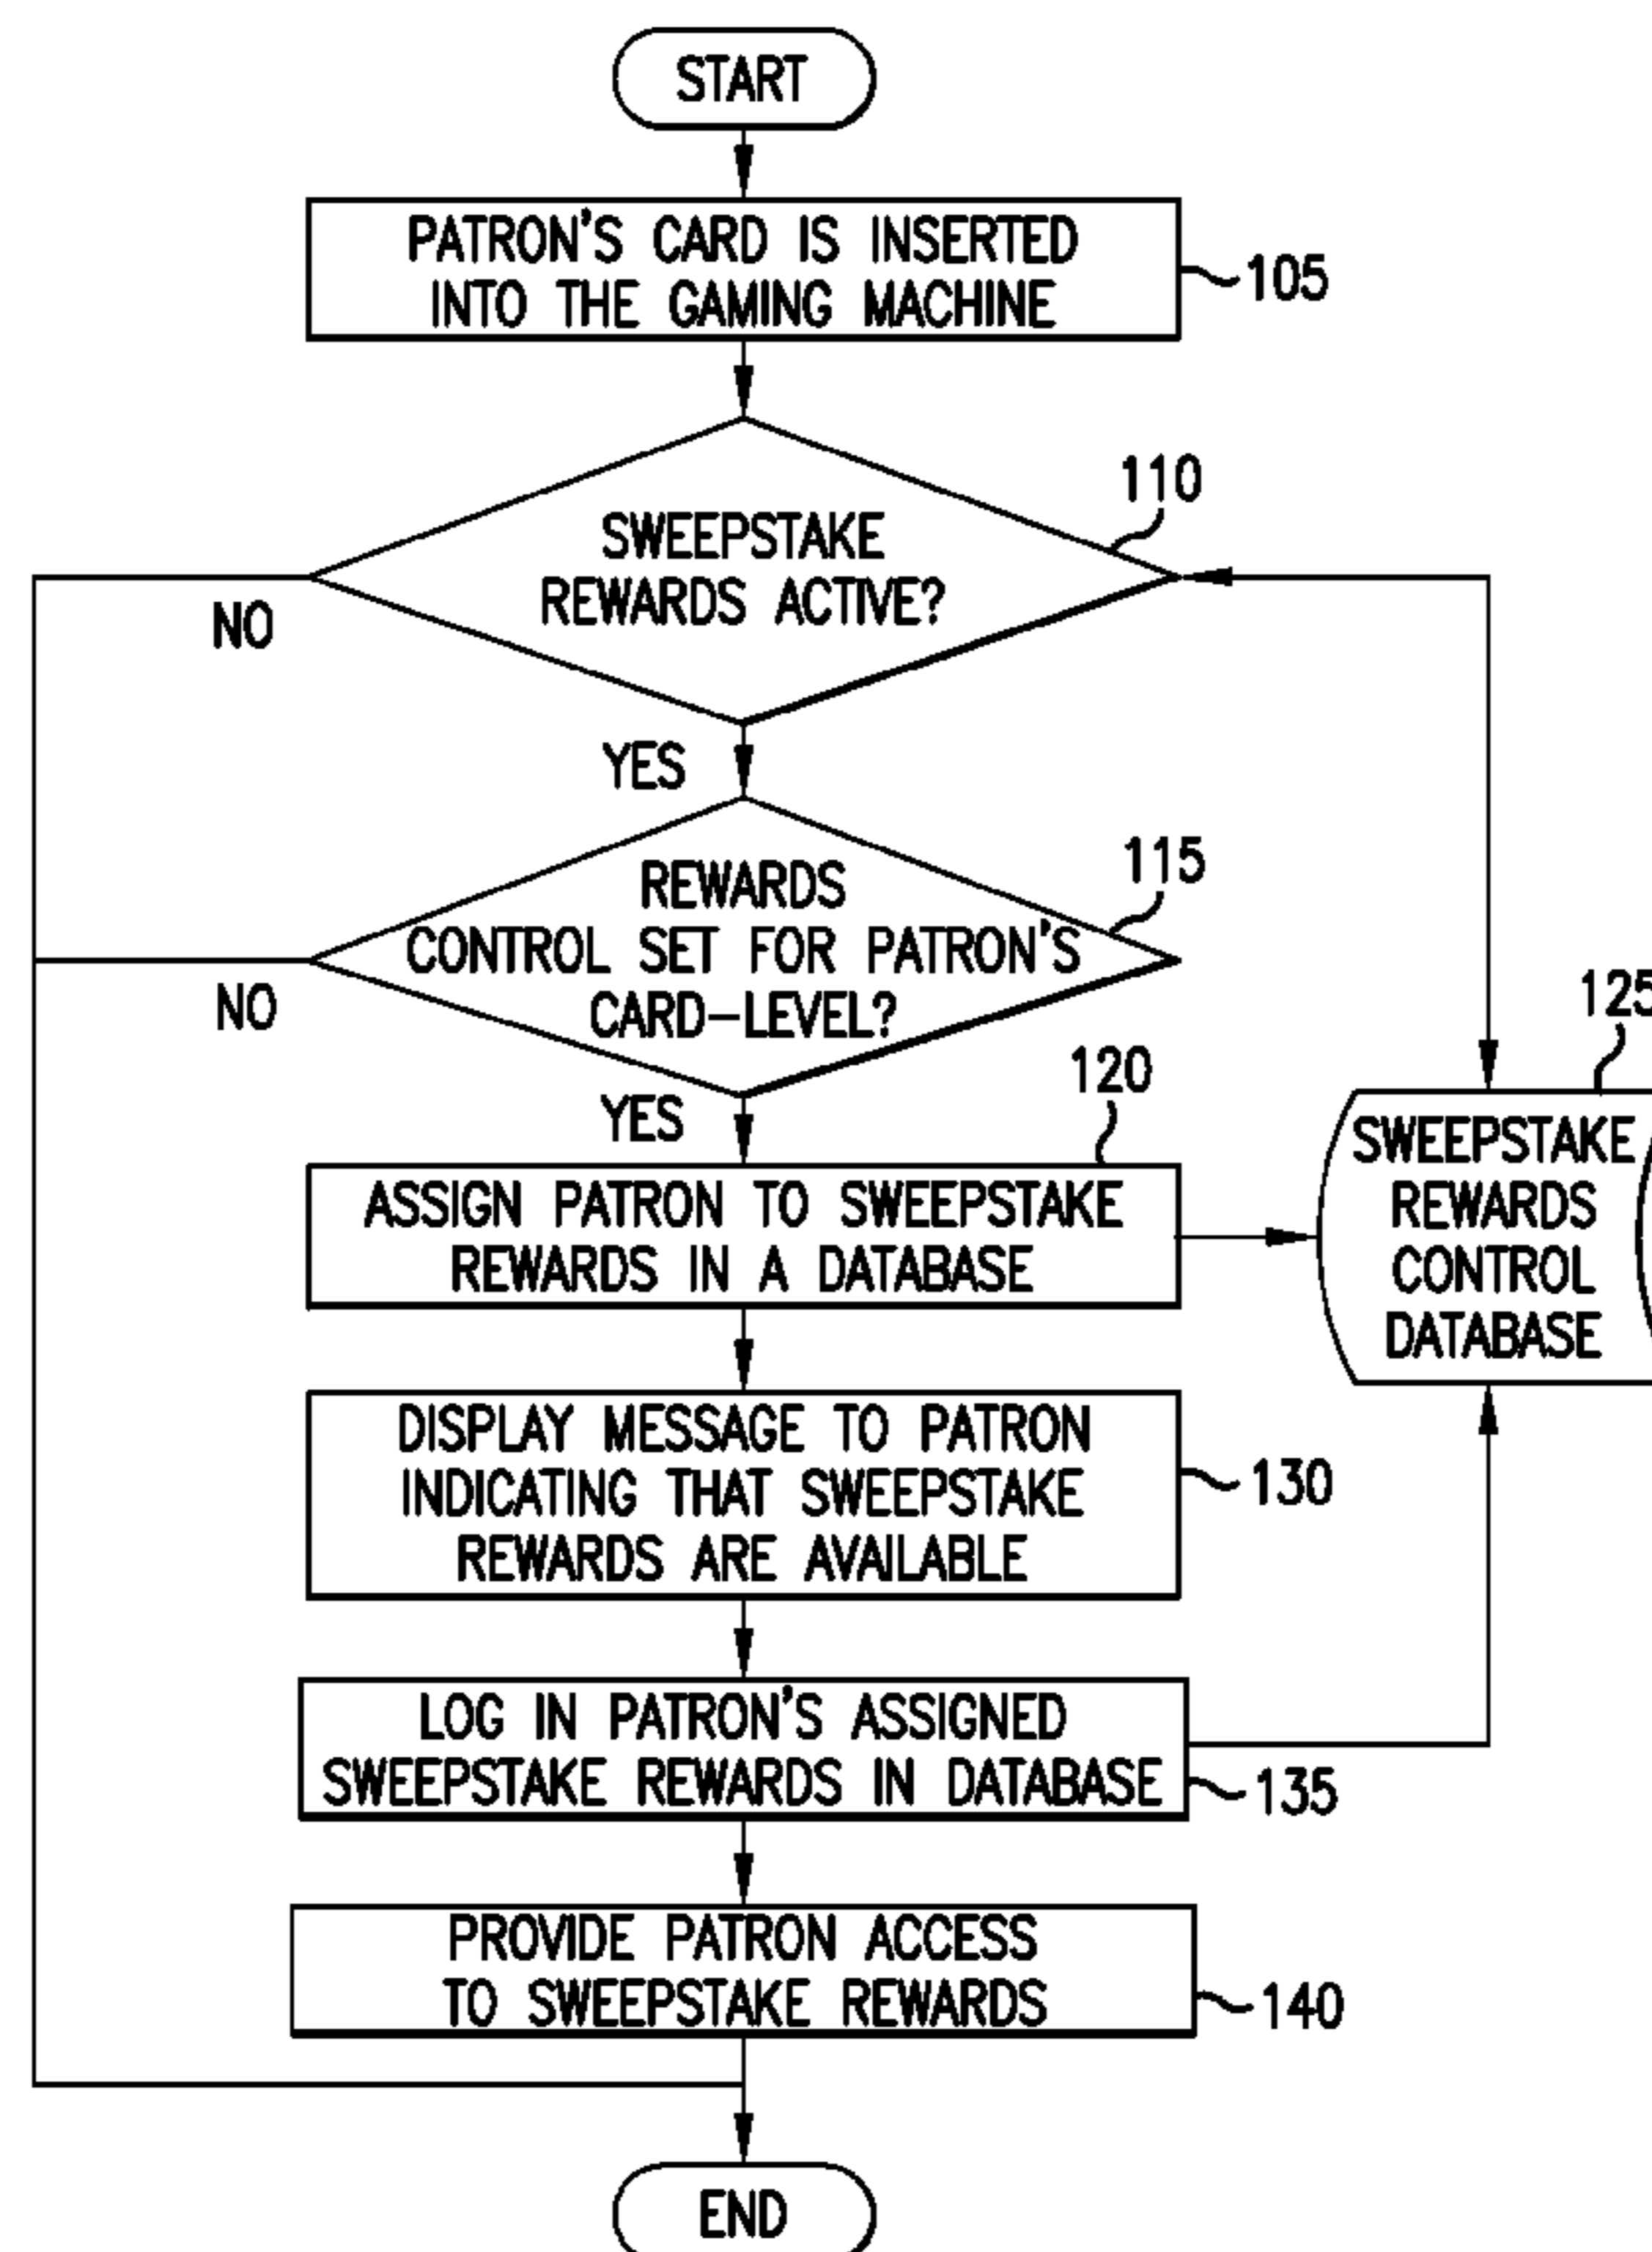 START
PATRON'S CARD IS INSERTED
INTO THE GAMING MACHINE
105
110
SWEEPSTAKE
REWARDS ACTIVE?
NO
YES
115
REWARDS
CONTROL SET FOR PATRON'S
CARD-LEVEL?
NO
YES
120
ASSIGN PATRON TO SWEEPSTAKE
REWARDS IN A DATABASE
125
SWEEPSTAKE
REWARDS
CONTROL
DATABASE
DISPLAY MESSAGE TO PATRON
INDICATING THAT SWEEPSTAKE
REWARDS ARE AVAILABLE
130
LOG IN PATRON'S ASSIGNED
SWEEPSTAKE REWARDS IN DATABASE
135
PROVIDE PATRON ACCESS
TO SWEEPSTAKE REWARDS
140
END